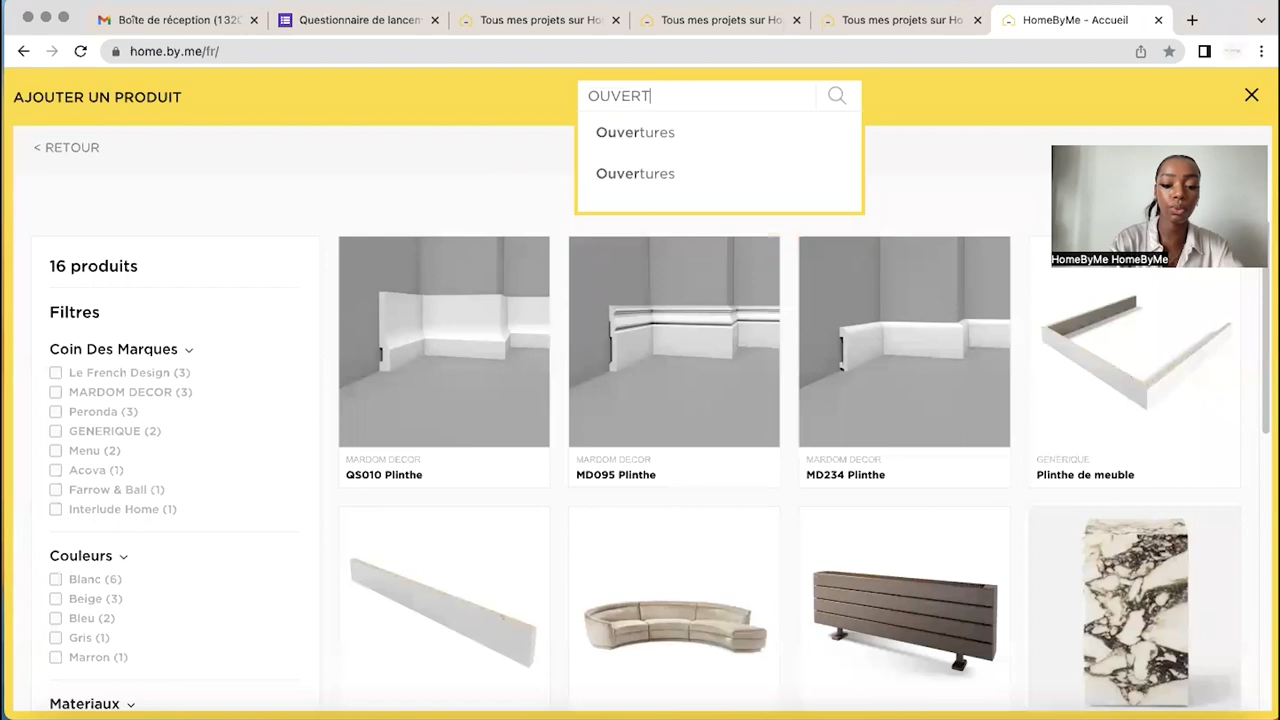 Boîte de réception (1320
Questionnaire de lancem
Tous mes projets sur Ho
Tous mes projets sur Ho
Tous mes projets sur Ho
HomeByMe - Accueil
home.by.me/fr/
AJOUTER UN PRODUIT
OUVERT
Ouvertures
Ouvertures
< RETOUR
HomeByMe HomeByMe
16 produits
Filtres
Coin Des Marques
Le French Design (3)
MARDOM DECOR (3)
Peronda (3)
GENERIQUE (2)
Menu (2)
Acova (1)
Farrow & Ball (1)
Interlude Home (1)
Couleurs
Blanc (6)
Beige (3)
Bleu (2)
Gris (1)
Marron (1)
Materiaux
MARDOM DECOR
QS010 Plinthe
MARDOM DECOR
MD095 Plinthe
MARDOM DECOR
MD234 Plinthe
GENERIQUE
Plinthe de meuble